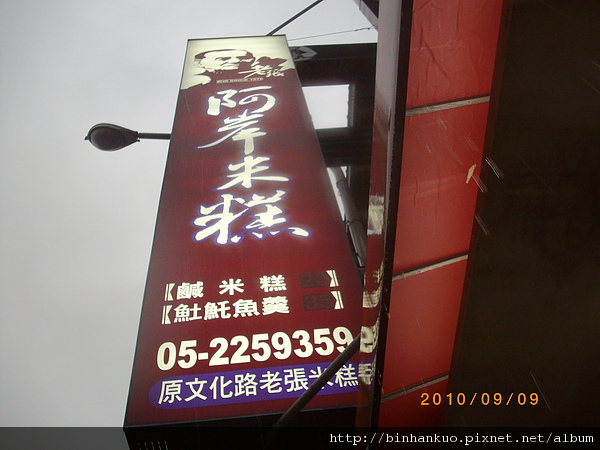 老張
阿岸米糕
【鹹米糕】
【魠魚羹】
05-2259359
原文化路老張米糕
2010/09/09
http://binhankuo.pixnet.net/album